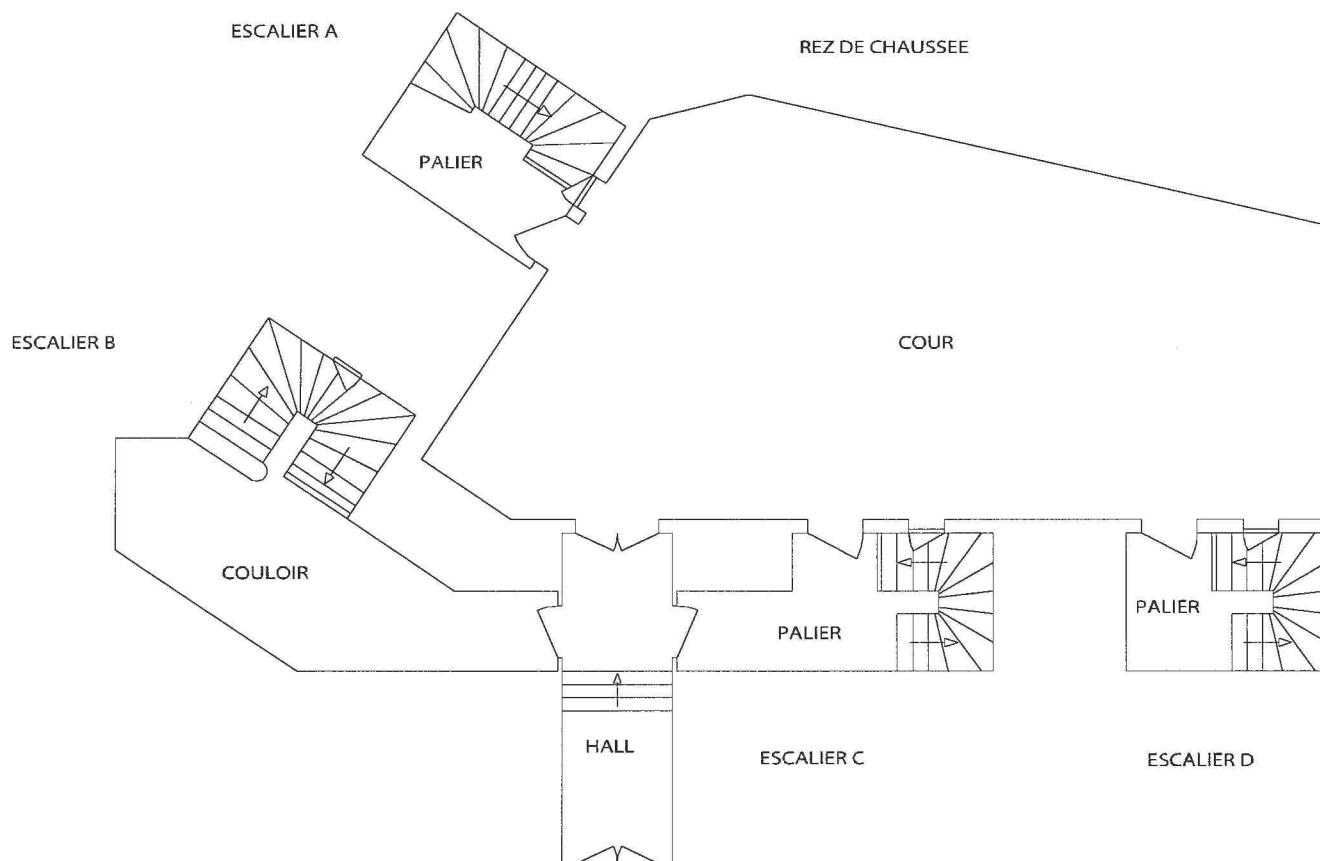 ESCALIER A
REZ DE CHAUSSEE
PALIER
ESCALIER B
COUR
COULOIR
PALIER
PALIER
HALL
ESCALIER C
ESCALIER D